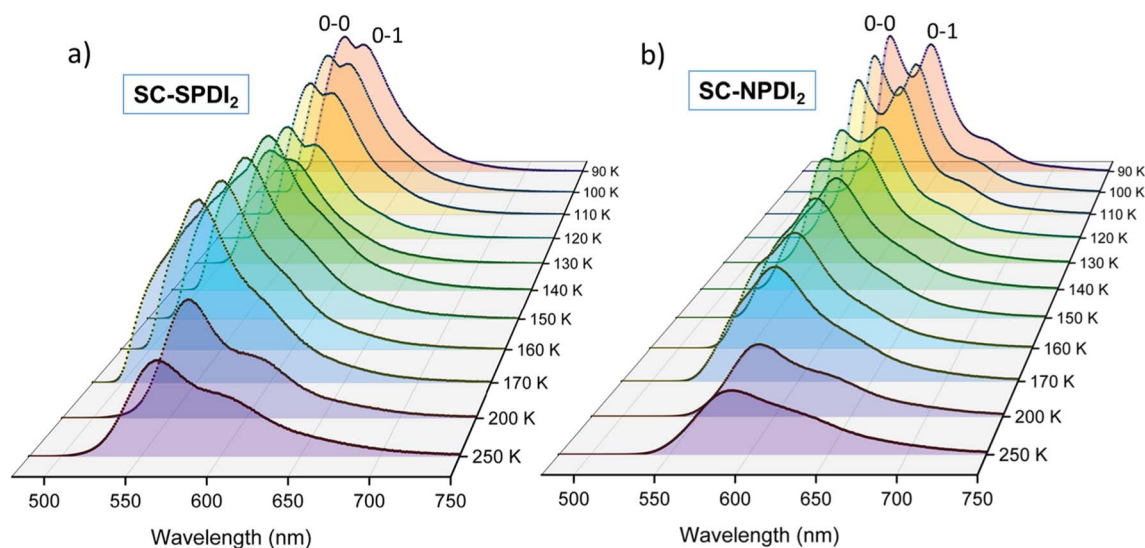 a)
SC-SPDI₂
0-0
0-1
90 K
100 K
110 K
120 K
130 K
140 K
150 K
160 K
170 K
200 K
250 K
500 550 600 650 700 750
Wavelength (nm)
b)
SC-NPDI₂
0-0
0-1
90 K
100 K
110 K
120 K
130 K
140 K
150 K
160 K
170 K
200 K
250 K
500 550 600 650 700 750
Wavelength (nm)